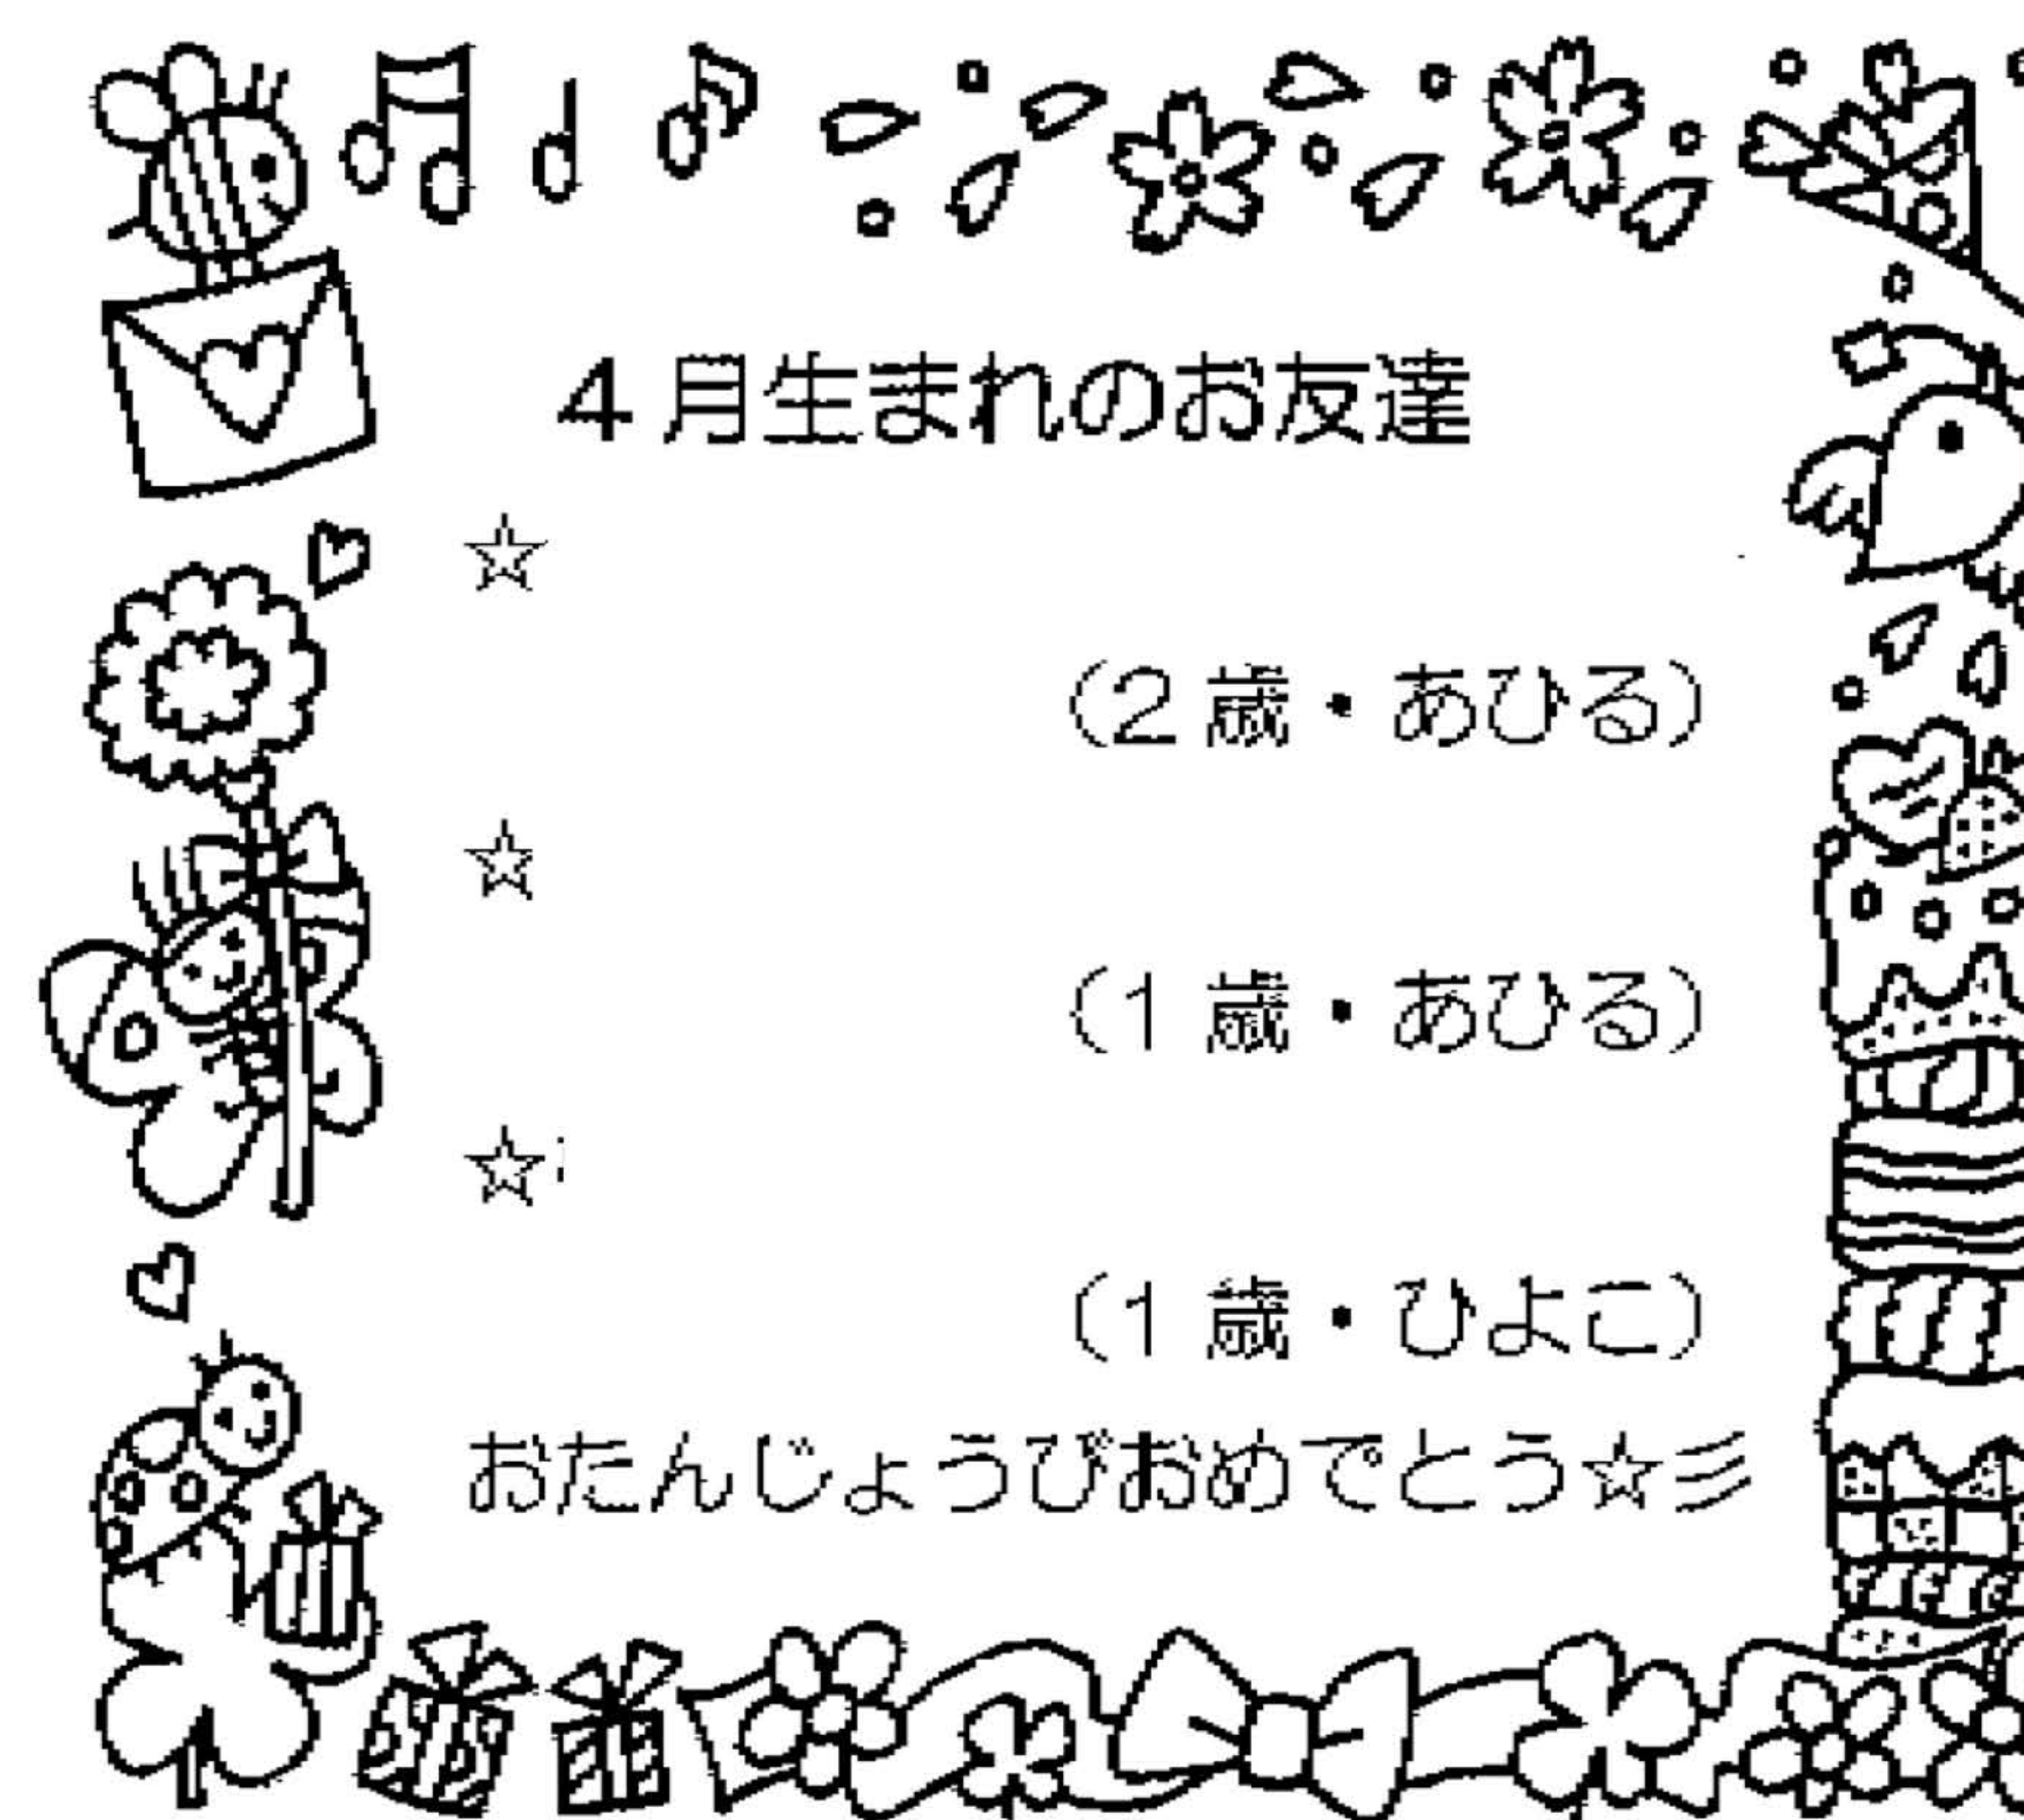 4月生まれのお友達
☆
(2歳・あひる)
☆
(1歳・あひる)
☆
(1歳・ひよこ)
おたんじょうびおめでとう☆彡